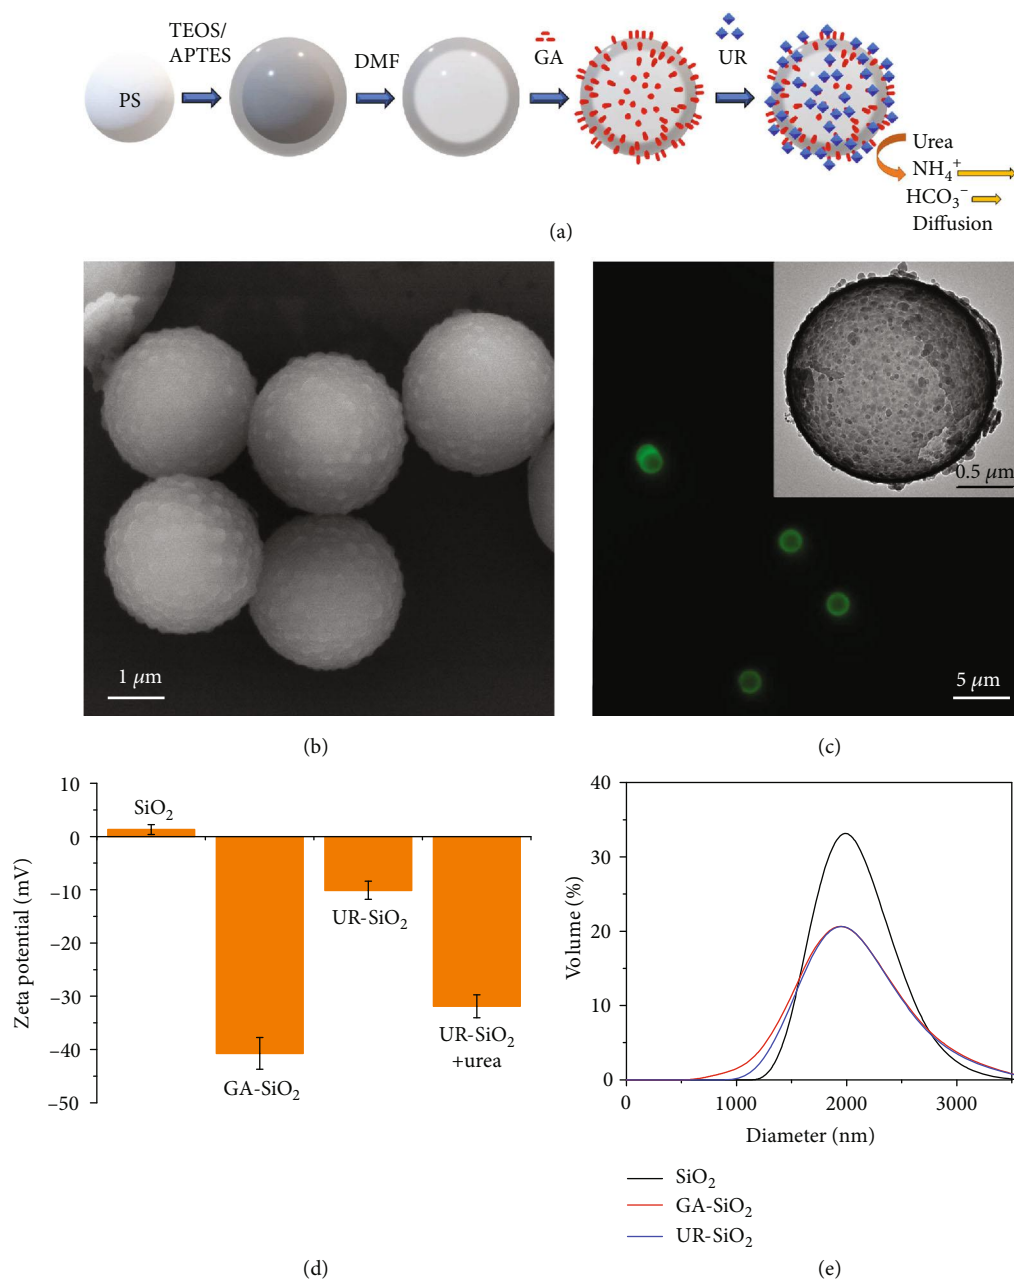 TEOS/
APTES
PS
DMF
GA
UR
Urea
NH₄⁺
HCO₃⁻
Diffusion
(a)
1 μm
(b)
0.5 μm
5 μm
(c)
Zeta potential (mV)
10
0
−10
−20
−30
−40
−50
SiO₂
GA-SiO₂
UR-SiO₂
UR-SiO₂
+urea
(d)
Volume (%)
40
30
20
10
0
0
1000
2000
3000
Diameter (nm)
SiO₂
GA-SiO₂
UR-SiO₂
(e)